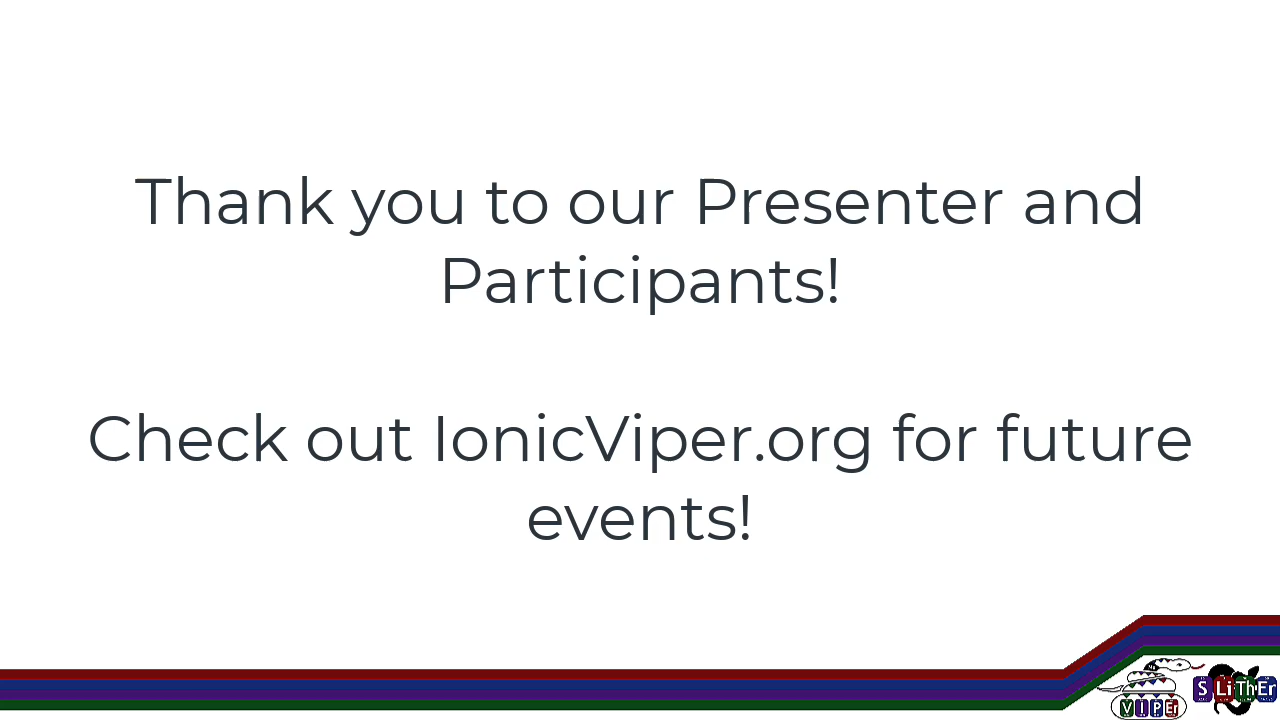 Thank you to our Presenter and
Participants!
Check out IonicViper.org for future
events!
VIPEr
SLiThEr